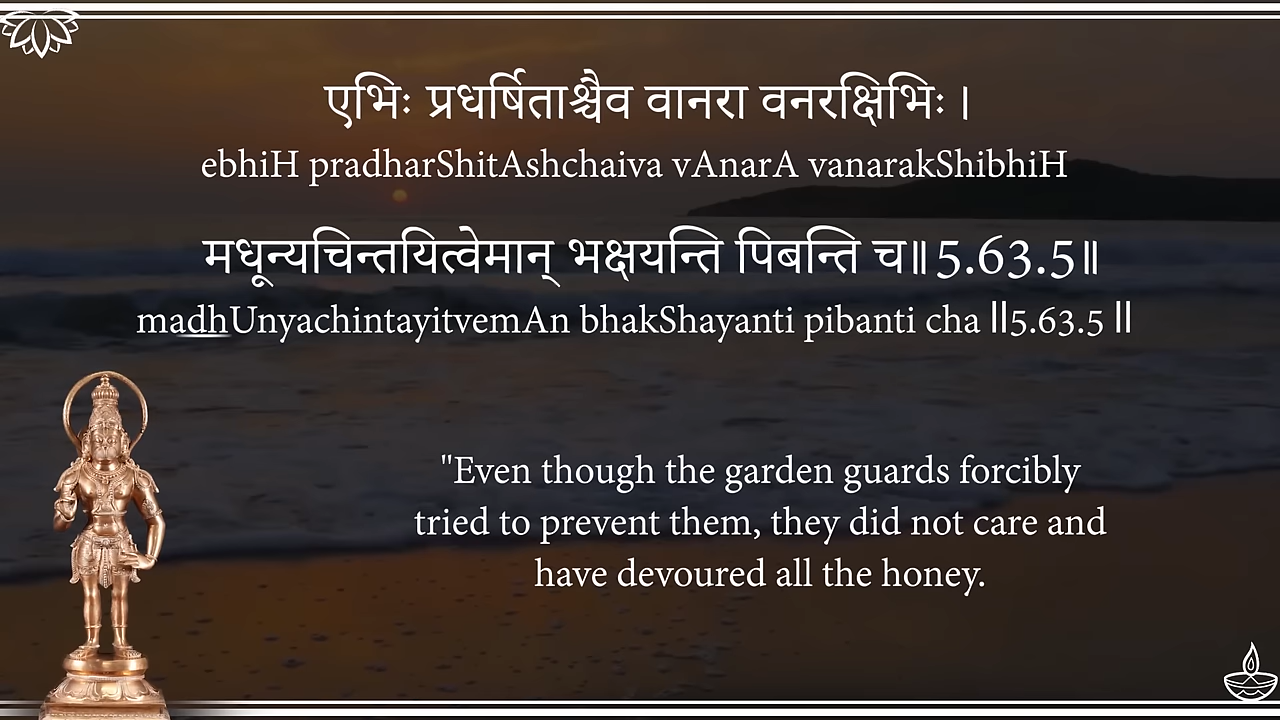 एभिः प्रधर्षिताश्चैव वानरा वनरक्षिभिः।
ebhiH pradharShitAshchaiva vAnarA vanarakShibhiH
मधून्यचिन्तयित्वेमान् भक्षयन्ति पिबन्ति च॥5.63.5॥
madhUnyachintayitvemAn bhakShayanti pibanti cha ॥5.63.5॥
"Even though the garden guards forcibly
tried to prevent them, they did not care and
have devoured all the honey.